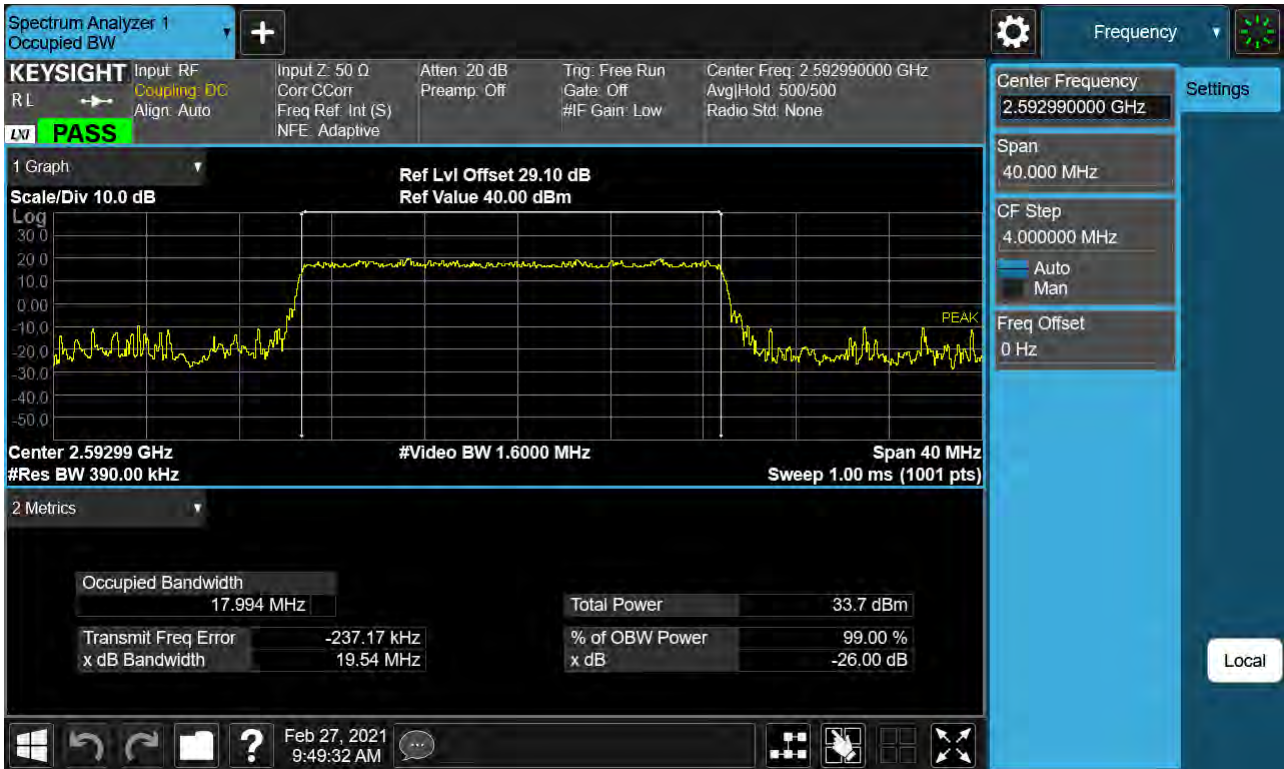 Spectrum Analyzer 1
Occupied BW
Frequency
KEYSIGHT Input: RF Input Z: 50 Ω Atten: 20 dB Trig: Free Run Center Freq: 2.592990000 GHz
Coupling: DC Corr CCorr Preamp: Off Gate: Off Avg|Hold: 500/500
R L Align: Auto Freq Ref: Int (S) #IF Gain: Low Radio Std: None
LXI PASS NFE: Adaptive
1 Graph
Ref Lvl Offset 29.10 dB
Scale/Div 10.0 dB Ref Value 40.00 dBm
Log
30.0
20.0
10.0
0.00
-10.0
PEAK
-20.0
-30.0
-40.0
-50.0
Center 2.59299 GHz #Video BW 1.6000 MHz Span 40 MHz
#Res BW 390.00 kHz Sweep 1.00 ms (1001 pts)
2 Metrics
Occupied Bandwidth
17.994 MHz
Total Power 33.7 dBm
Transmit Freq Error -237.17 kHz
% of OBW Power 99.00 %
x dB Bandwidth 19.54 MHz
x dB -26.00 dB
Center Frequency
2.592990000 GHz
Settings
Span
40.000 MHz
CF Step
4.000000 MHz
Auto
Man
Freq Offset
0 Hz
Local
Feb 27, 2021
9:49:32 AM